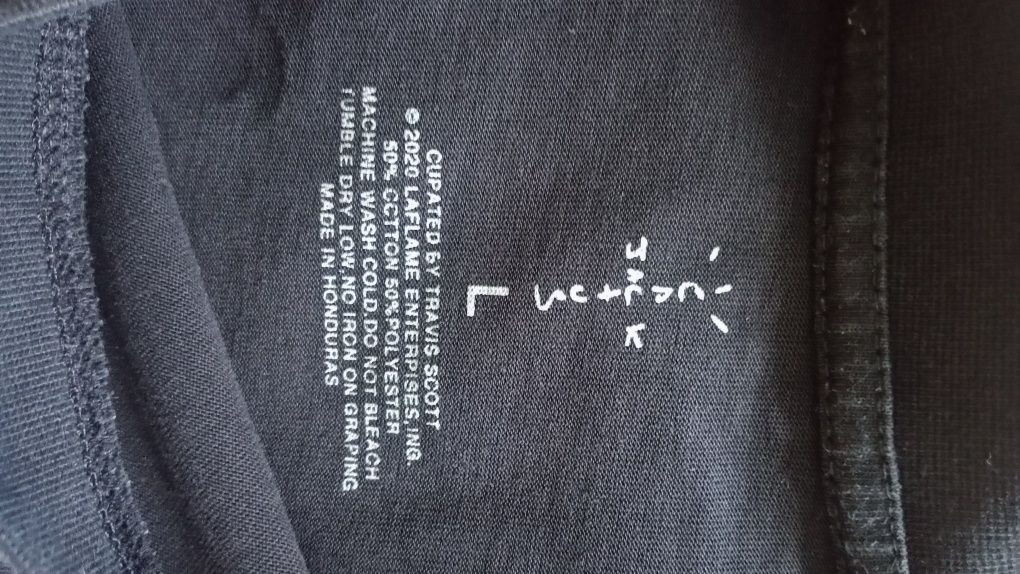 C
A
JACK
T
U
S
L
CUPATED BY TRAVIS SCOTT
© 2020 LAFLAME ENTERPISES, ING.
50% CCTTON 50% POLYESTER
MACHINE WASH COLD. DO NOT BLEACH
TUMBLE DRY LOW. NO IRON ON GRAPING
MADE IN HONDURAS